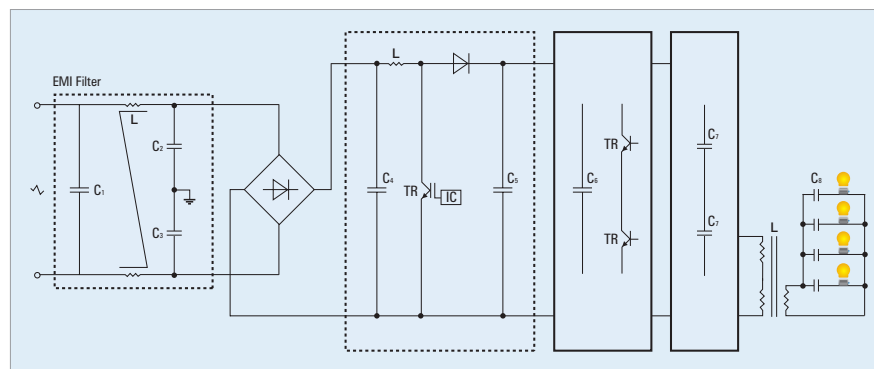 EMI Filter
L
C₁
C₂
C₃
L
C₄
TR
IC
C₅
C₆
TR
TR
C₇
C₇
L
C₈